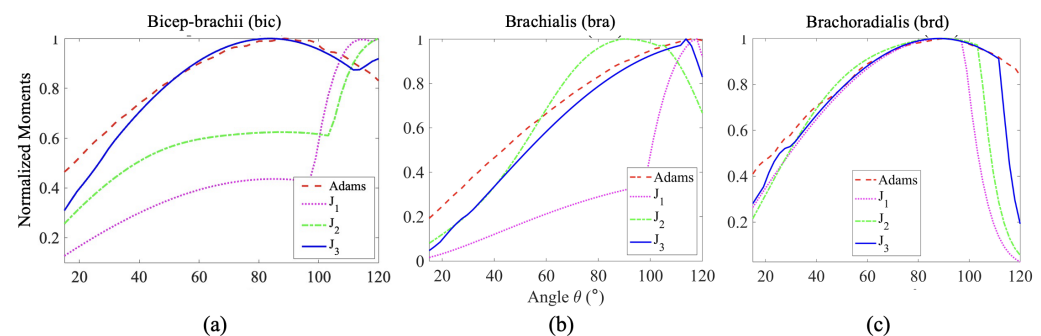 Bicep-brachii (bic)
Brachialis (bra)
Brachoradialis (brd)
Normalized Moments
1
0.8
0.6
0.4
0.2
20 40 60 80 100 120
Adams
J1
J2
J3
1
0.8
0.6
0.4
0.2
0
20 40 60 80 100 120
Adams
J1
J2
J3
Angle θ (°)
1
0.8
0.6
0.4
0.2
20 40 60 80 100 120
Adams
J1
J2
J3
(a)
(b)
(c)